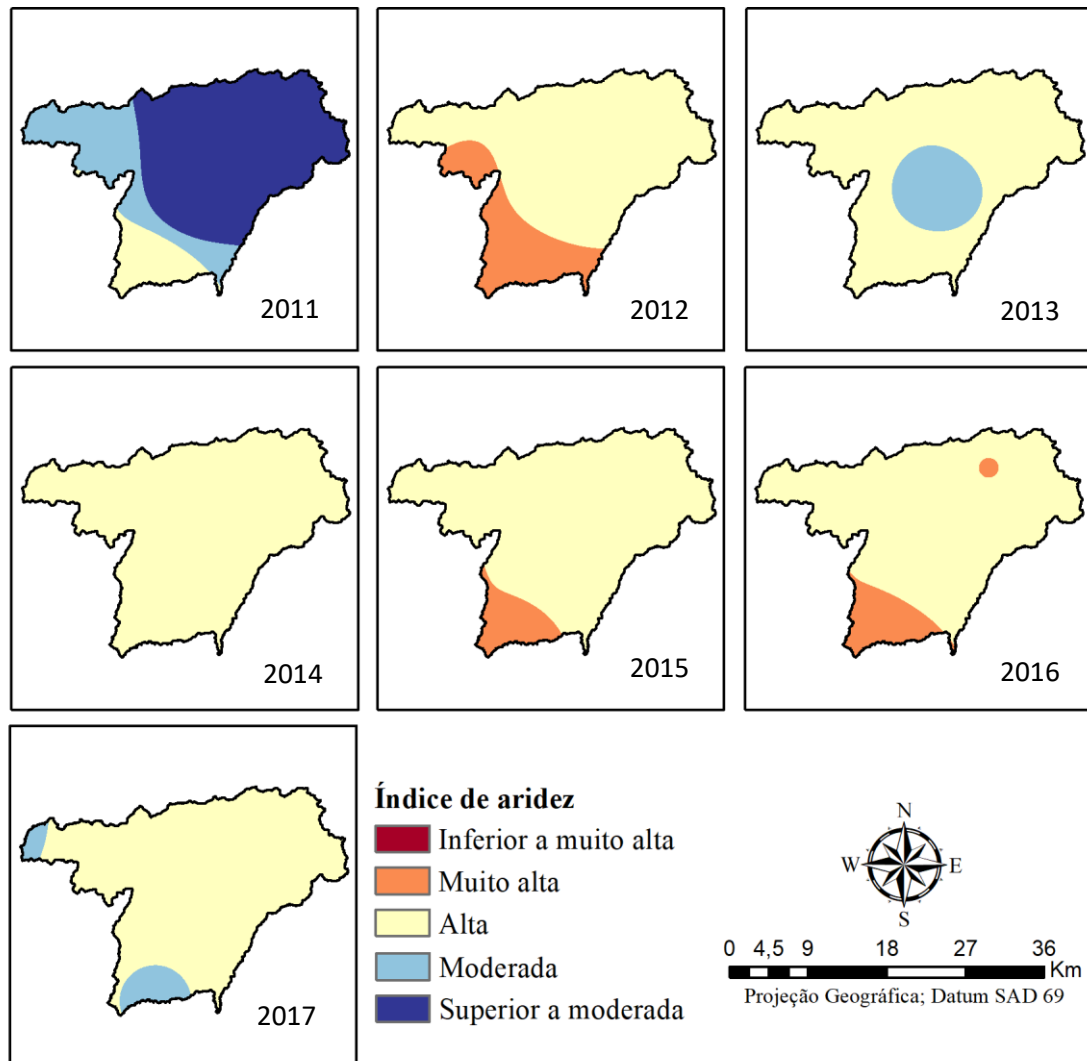 2011
2012
2013
2014
2015
2016
2017
Índice de aridez
Inferior a muito alta
Muito alta
Alta
Moderada
Superior a moderada
N
W E
S
0 4,5 9 18 27 36
Km
Projeção Geográfica; Datum SAD 69